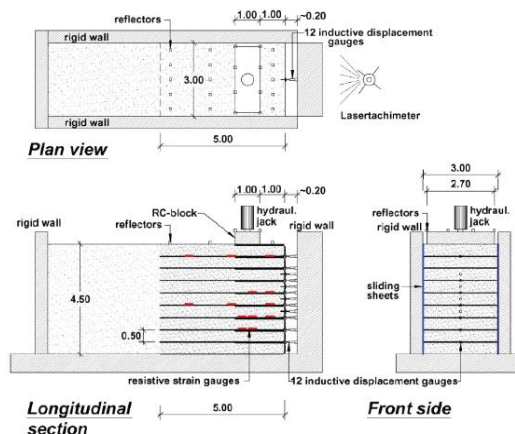 reflectors
1.00 1.00 ~0.20
12 inductive displacement
gauges
rigid wall
3.00
Lasertachimeter
rigid wall
5.00
Plan view
1.00 1.00 ~0.20
RC-block
hydraul.
jack
rigid wall
rigid wall
reflectors
4.50
0.50
resistive strain gauges
12 inductive displacement gauges
5.00
Longitudinal
section
3.00
2.70
reflectors
hydraul.
jack
rigid wall
sliding
sheets
Front side